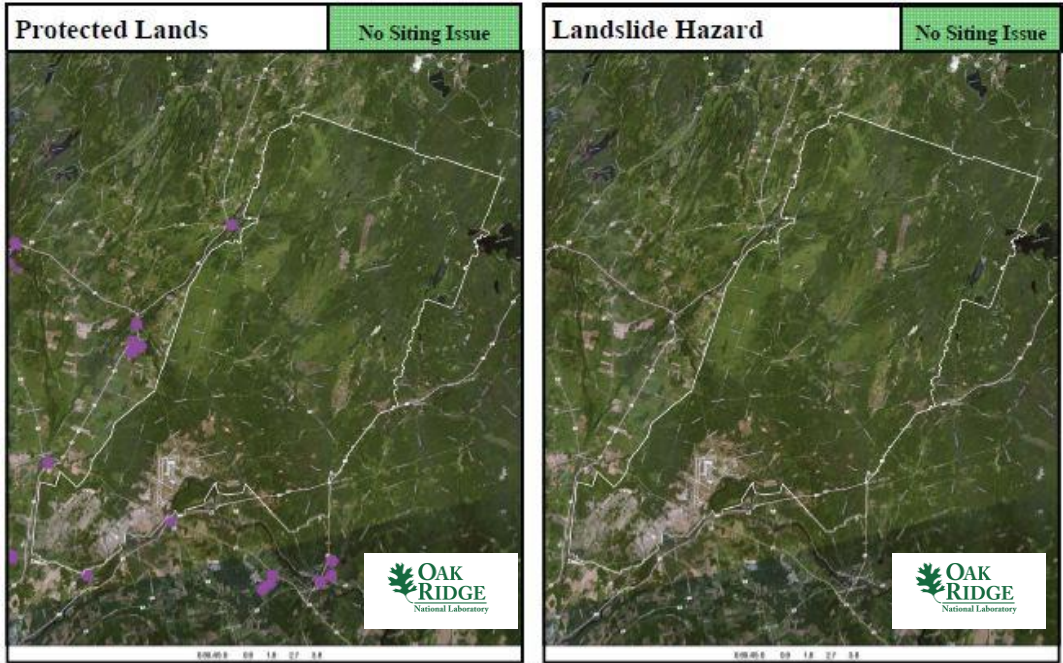 Protected Lands
No Siting Issue
OAK
RIDGE
National Laboratory
Landslide Hazard
No Siting Issue
OAK
RIDGE
National Laboratory